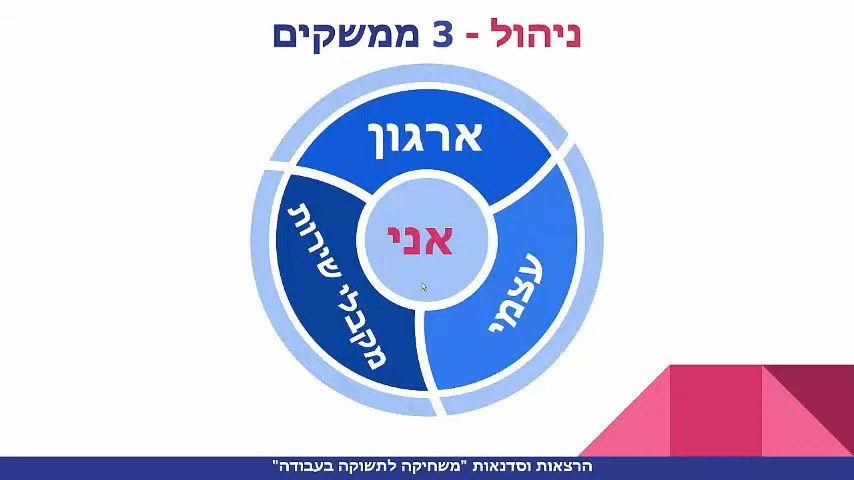 ניהול - 3 ממשקים
ארגון
אני
עצמי
מקבלי שירות
הרצאות וסדנאות "משחיקה לתשוקה בעבודה"